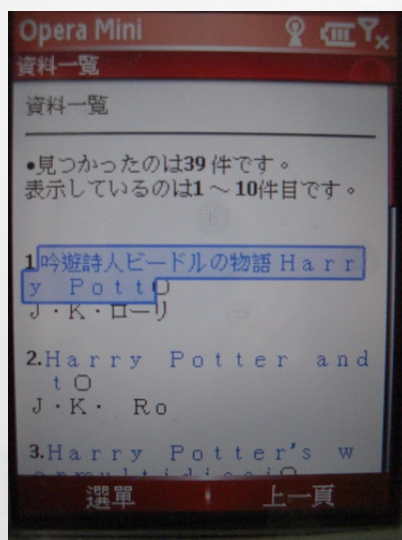 Opera Mini
資料一覧
資料一覧
•見つかったのは39 件です。
表示しているのは1 ～ 10件目です。
1.吟遊詩人ビードルの物語 Harr
y Pott○
J・K・ローリ
2.Harry Potter and
t ○
J・K・ Ro
3.Harry Potter's w
選單 上一頁